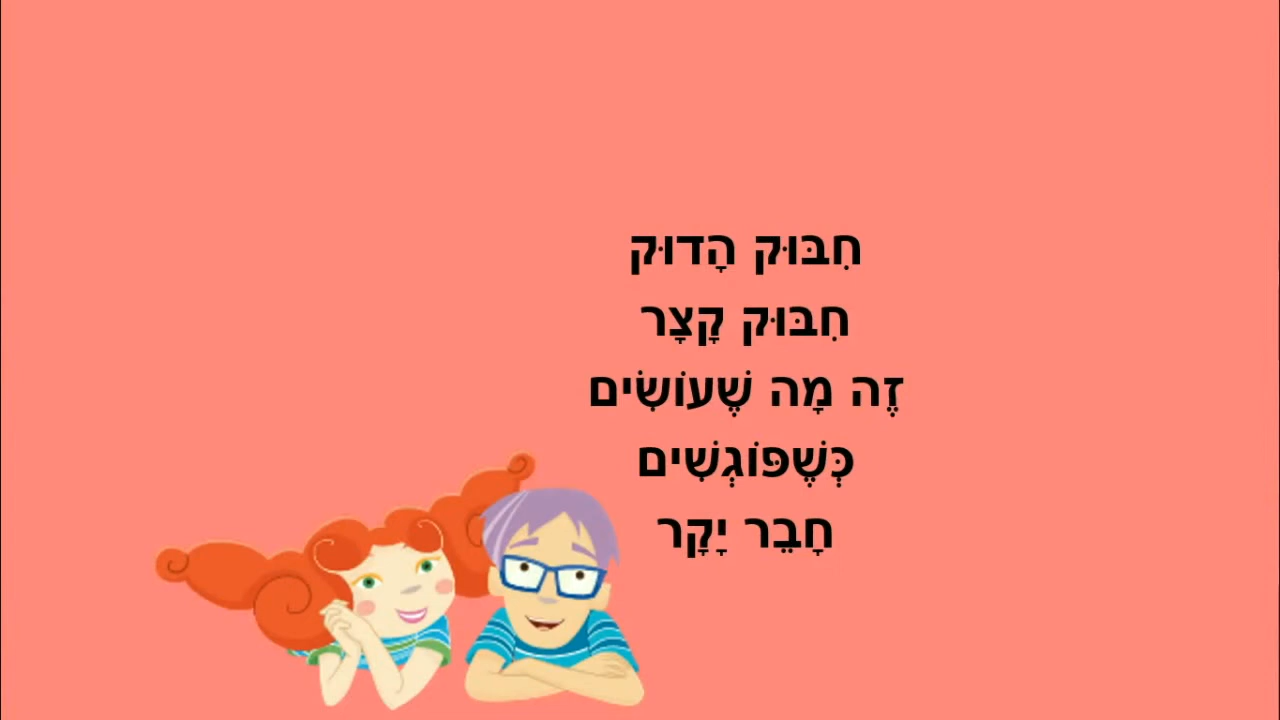 חִבּוּק הָדוּק
חִבּוּק קָצָר
זֶה מָה שֶׁעוֹשִׂים
כְּשֶׁפּוֹגְשִׁים
חָבֵר יָקָר